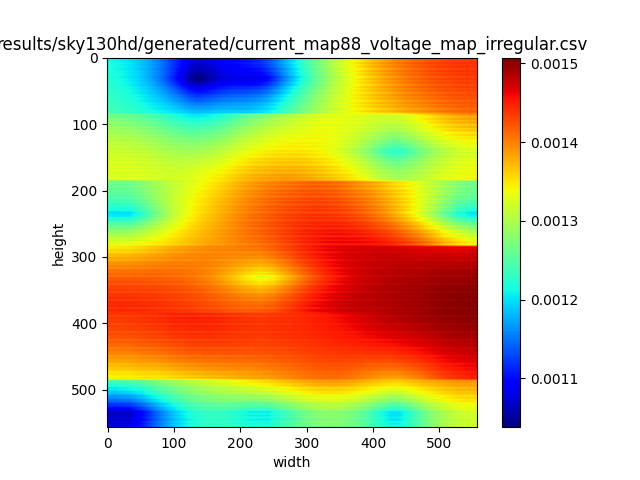 results/sky130hd/generated/current_map88_voltage_map_irregular.csv
0
100
200
300
400
500
height
0 100 200 300 400 500
width
0.0015
0.0014
0.0013
0.0012
0.0011